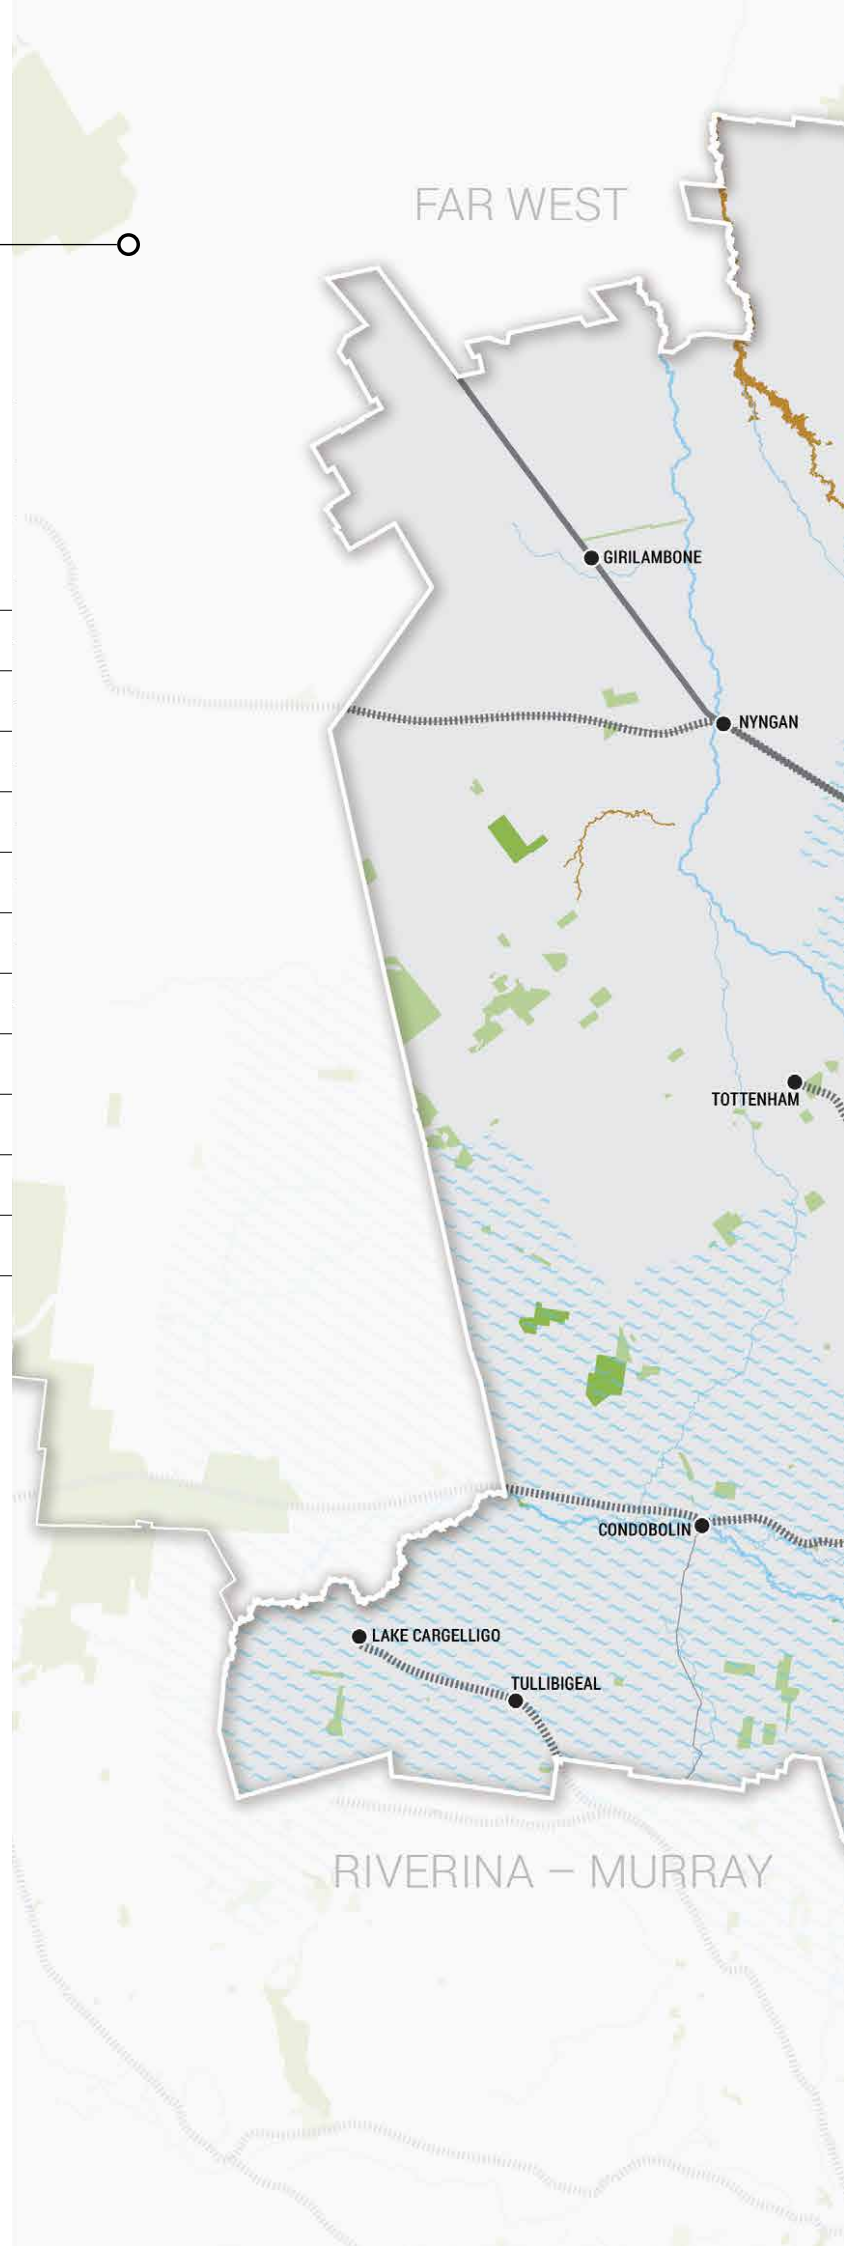 FAR WEST
GIRILAMBONE
NYNGAN
TOTTENHAM
CONDOBOLIN
LAKE CARGELLIGO
TULLIBIGEAL
RIVERINA – MURRAY